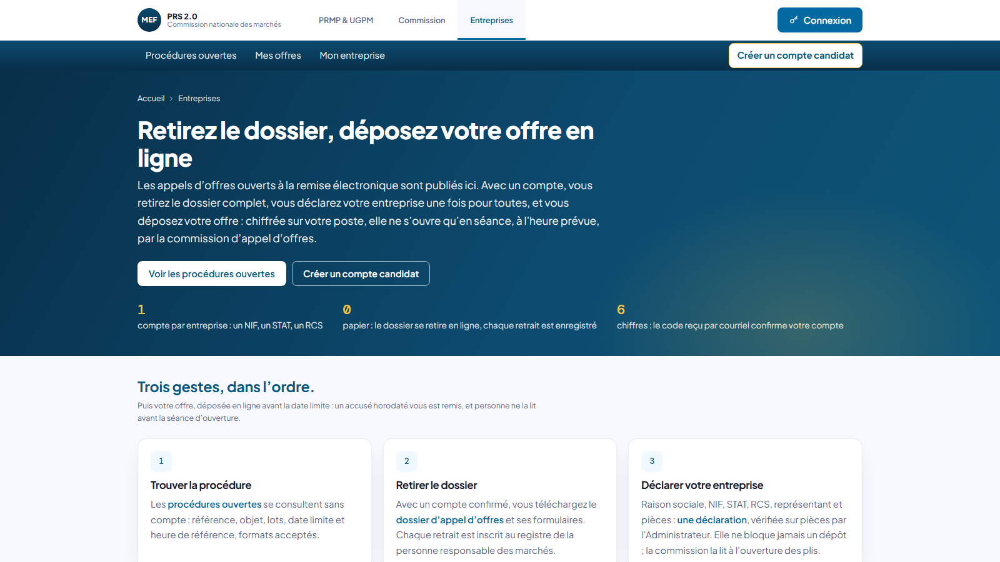 MEF
PRS 2.0
Commission nationale des marchés
PRMP & UGPM
Commission
Entreprises
Connexion
Procédures ouvertes
Mes offres
Mon entreprise
Créer un compte candidat
Accueil > Entreprises
Retirez le dossier, déposez votre offre en
ligne
Les appels d’offres ouverts à la remise électronique sont publiés ici. Avec un compte, vous
retirez le dossier complet, vous déclarez votre entreprise une fois pour toutes, et vous
déposez votre offre : chiffrée sur votre poste, elle ne s’ouvre qu’en séance, à l’heure prévue,
par la commission d’appel d’offres.
Voir les procédures ouvertes
Créer un compte candidat
1
compte par entreprise : un NIF, un STAT, un RCS
0
papier : le dossier se retire en ligne, chaque retrait est enregistré
6
chiffres : le code reçu par courriel confirme votre compte
Trois gestes, dans l’ordre.
Puis votre offre, déposée en ligne avant la date limite : un accusé horodaté vous est remis, et personne ne la lit
avant la séance d’ouverture.
1
Trouver la procédure
Les procédures ouvertes se consultent sans
compte : référence, objet, lots, date limite et
heure de référence, formats acceptés.
2
Retirer le dossier
Avec un compte confirmé, vous téléchargez le
dossier d’appel d’offres et ses formulaires.
Chaque retrait est inscrit au registre de la
personne responsable des marchés.
3
Déclarer votre entreprise
Raison sociale, NIF, STAT, RCS, représentant et
pièces : une déclaration, vérifiée sur pièces par
l’Administrateur. Elle ne bloque jamais un dépôt
; la commission la lit à l’ouverture des plis.